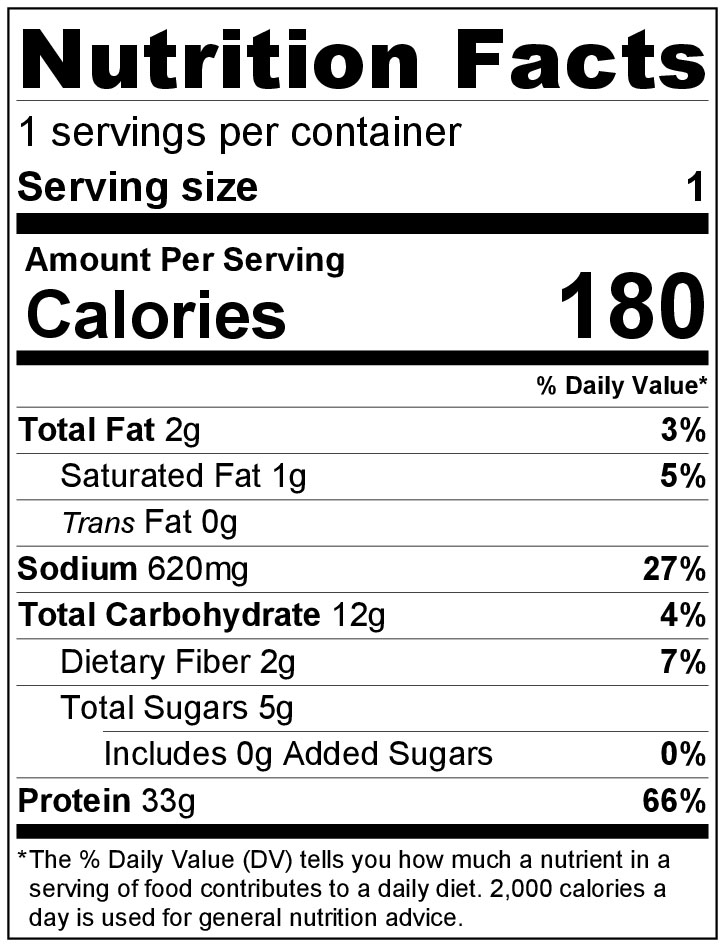 Nutrition Facts
1 servings per container
Serving size 1
Amount Per Serving
Calories 180
% Daily Value*
Total Fat 2g 3%
Saturated Fat 1g 5%
Trans Fat 0g
Sodium 620mg 27%
Total Carbohydrate 12g 4%
Dietary Fiber 2g 7%
Total Sugars 5g
Includes 0g Added Sugars 0%
Protein 33g 66%
*The % Daily Value (DV) tells you how much a nutrient in a
serving of food contributes to a daily diet. 2,000 calories a
day is used for general nutrition advice.